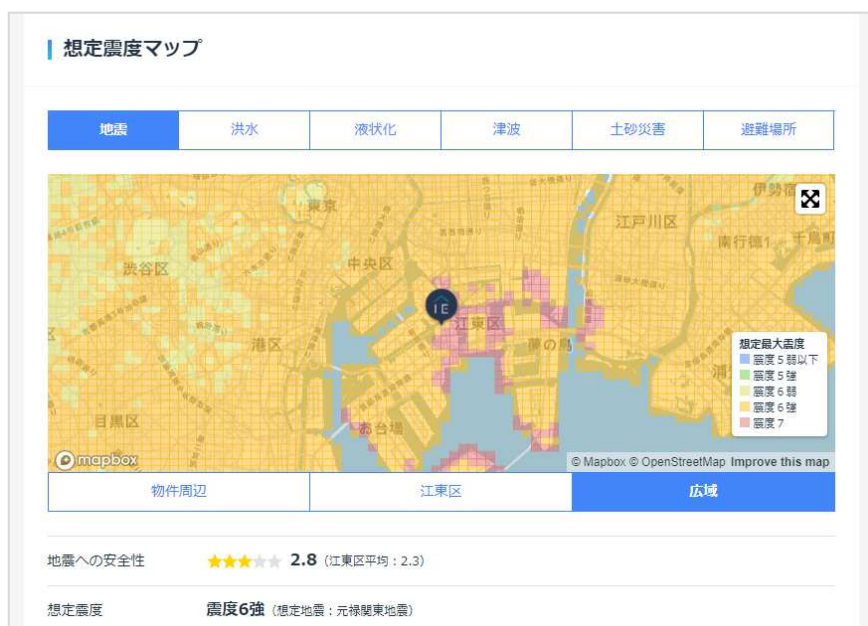 想定震度マップ
地震 洪水 液状化 津波 土砂災害 避難場所
東京
江戸川区
南行徳1
渋谷区
中央区
IE
江東区
港区
夢の島
目黒区
お台場
想定最大震度
震度5弱以下
震度5強
震度6弱
震度6強
震度7
mapbox
© Mapbox © OpenStreetMap Improve this map
物件周辺 江東区 広域
地震への安全性 ★★★★★ 2.8 (江東区平均:2.3)
想定震度 震度6強 (想定地震:元禄関東地震)